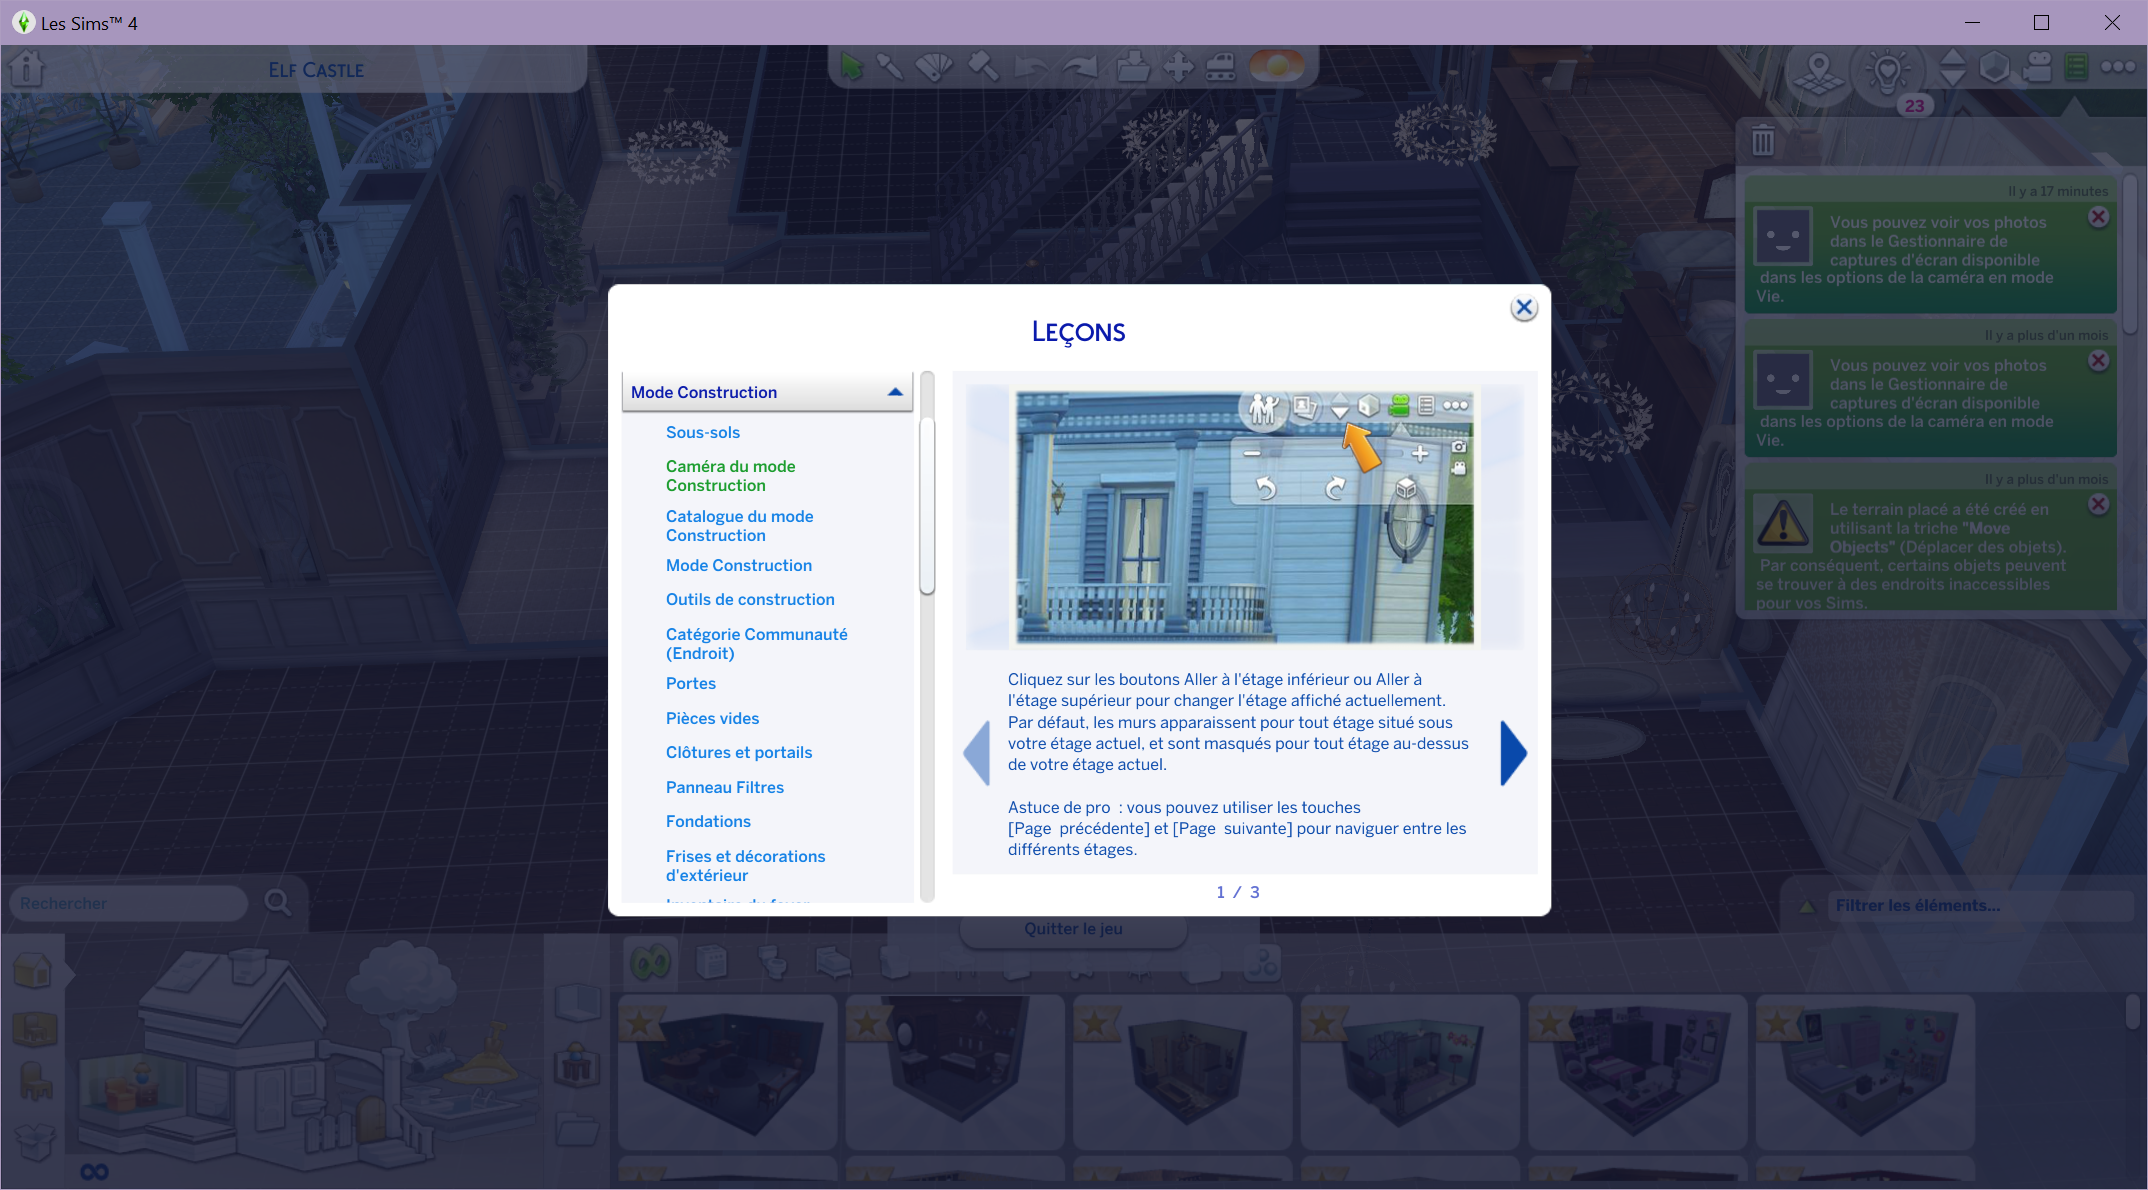 Les Sims™ 4
ELF CASTLE
23
Il y a 17 minutes
Vous pouvez voir vos photos
dans le Gestionnaire de
captures d'écran disponible
dans les options de la caméra en mode
Vie.
Il y a plus d'un mois
Vous pouvez voir vos photos
dans le Gestionnaire de
captures d'écran disponible
dans les options de la caméra en mode
Vie.
Il y a plus d'un mois
Le terrain placé a été créé en
utilisant la triche "Move
Objects" (Déplacer des objets).
Par conséquent, certains objets peuvent
se trouver à des endroits inaccessibles
pour vos Sims.
LEÇONS
Mode Construction
Sous-sols
Caméra du mode
Construction
Catalogue du mode
Construction
Mode Construction
Outils de construction
Catégorie Communauté
(Endroit)
Portes
Pièces vides
Clôtures et portails
Panneau Filtres
Fondations
Frises et décorations
d'extérieur
Cliquez sur les boutons Aller à l'étage inférieur ou Aller à
l'étage supérieur pour changer l'étage affiché actuellement.
Par défaut, les murs apparaissent pour tout étage situé sous
votre étage actuel, et sont masqués pour tout étage au-dessus
de votre étage actuel.
Astuce de pro : vous pouvez utiliser les touches
[Page précédente] et [Page suivante] pour naviguer entre les
différents étages.
1 / 3
Quitter le jeu
Rechercher
Filtrer les éléments...